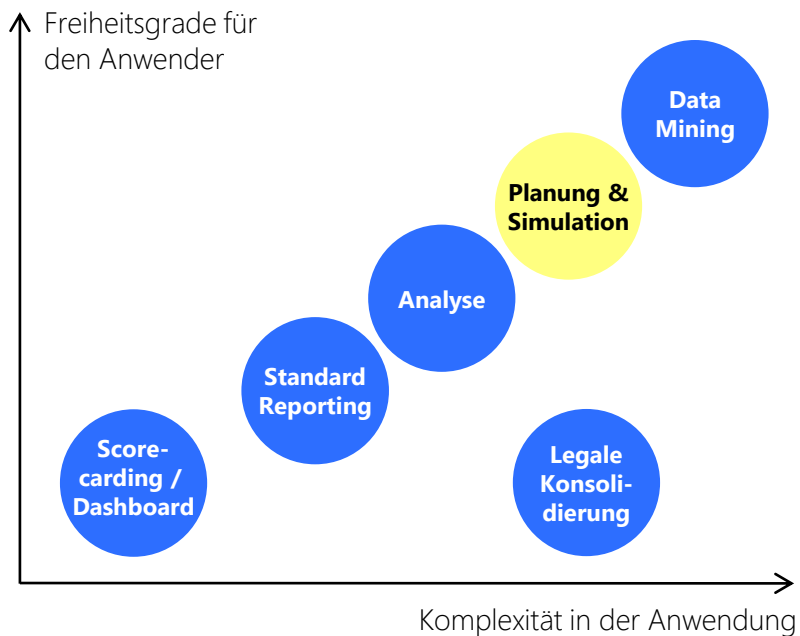 Freiheitsgrade für
den Anwender
Data
Mining
Planung &
Simulation
Analyse
Standard
Reporting
Score-
carding /
Dashboard
Legale
Konsoli-
dierung
Komplexität in der Anwendung